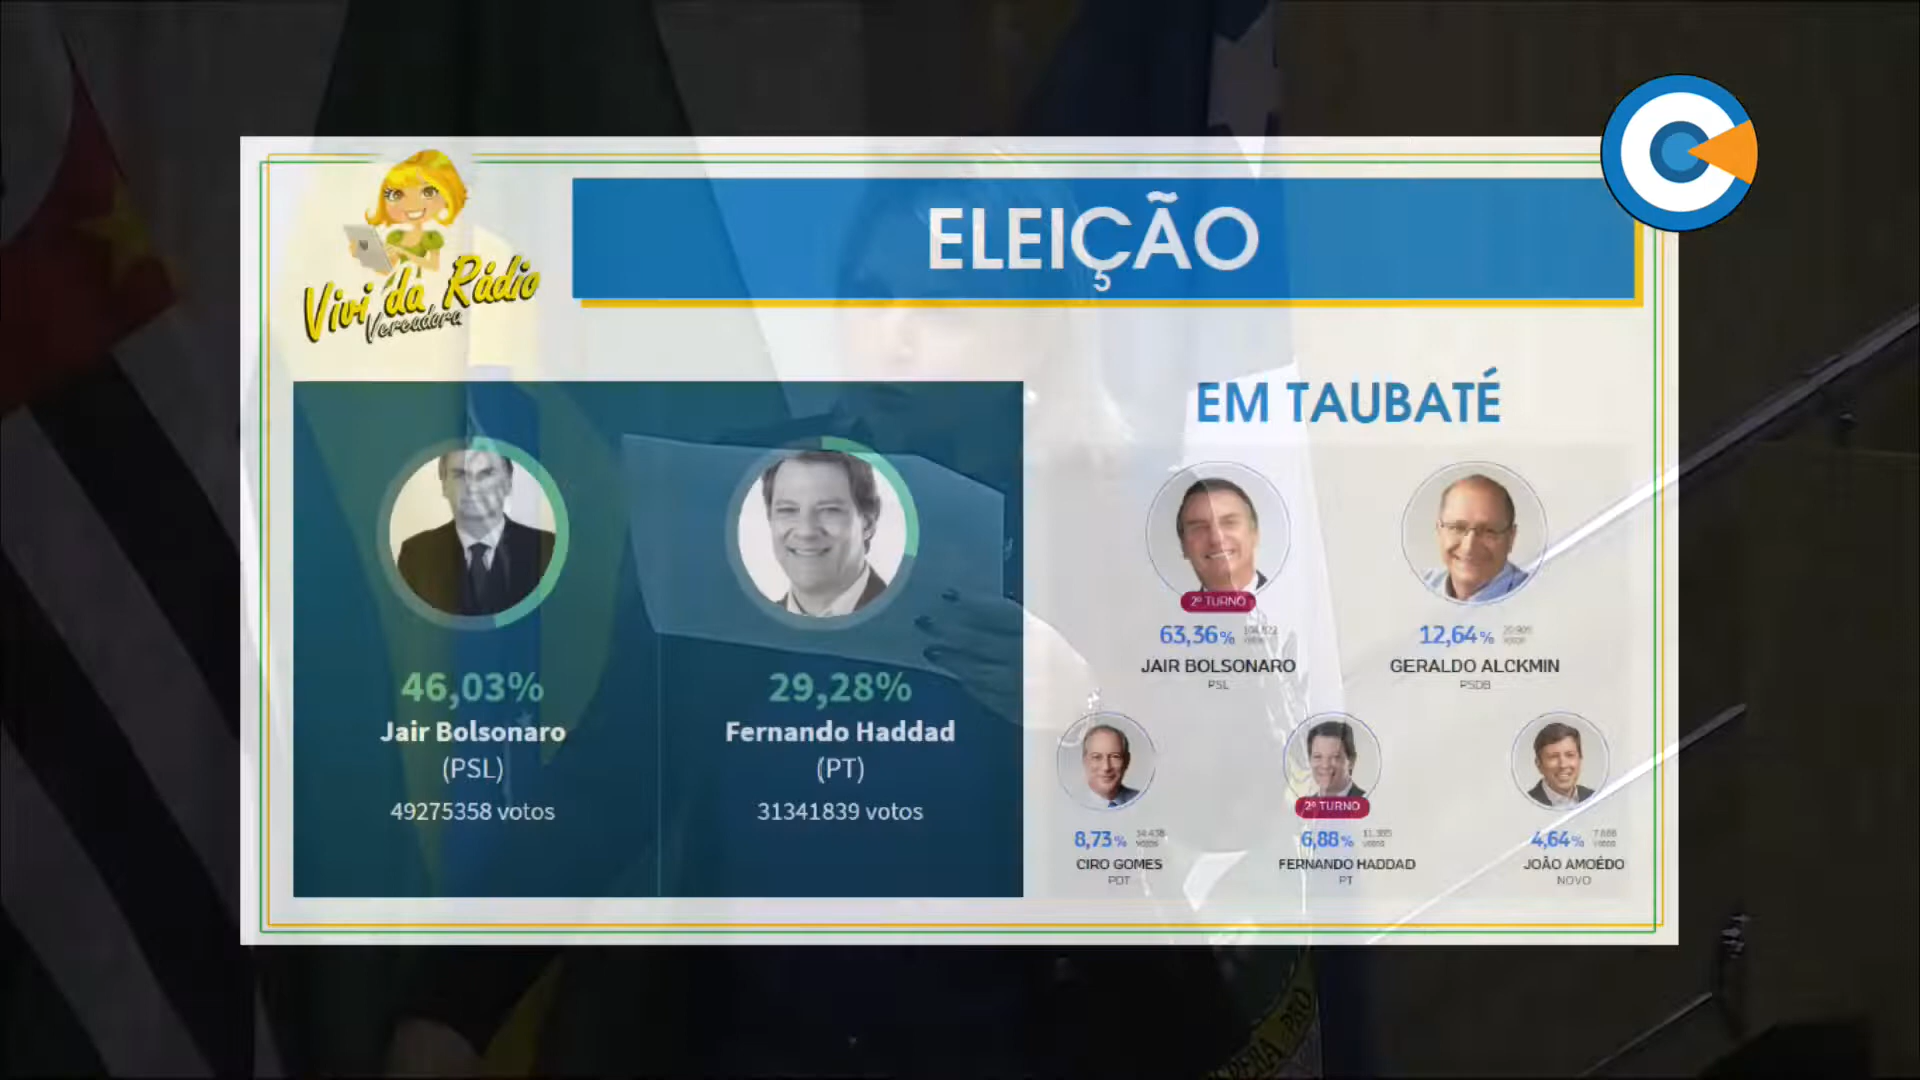 Vivi da Rádio
Vereadora
ELEIÇÃO
46,03%
Jair Bolsonaro
(PSL)
49275358 votos
29,28%
Fernando Haddad
(PT)
31341839 votos
EM TAUBATÉ
2º TURNO
63,36%
JAIR BOLSONARO
PSL
12,64%
GERALDO ALCKMIN
PSDB
8,73%
CIRO GOMES
PDT
2º TURNO
6,88%
FERNANDO HADDAD
PT
4,64%
JOÃO AMOÊDO
NOVO